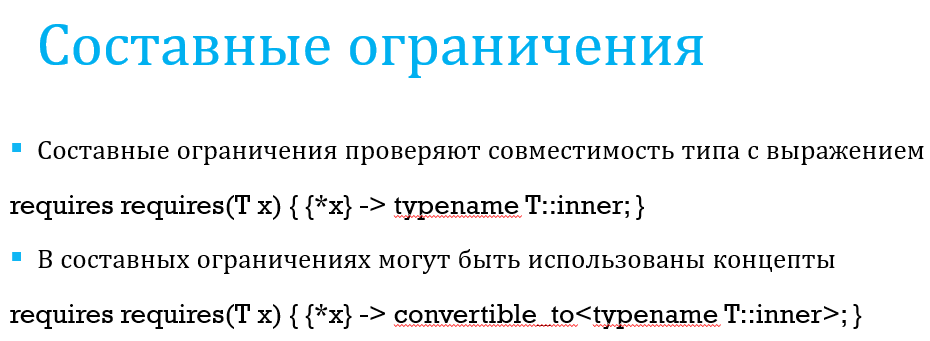 Составные ограничения
▪ Составные ограничения проверяют совместимость типа с выражением
requires requires(T x) { {*x} -> typename T::inner; }
▪ В составных ограничениях могут быть использованы концепты
requires requires(T x) { {*x} -> convertible_to<typename T::inner>; }